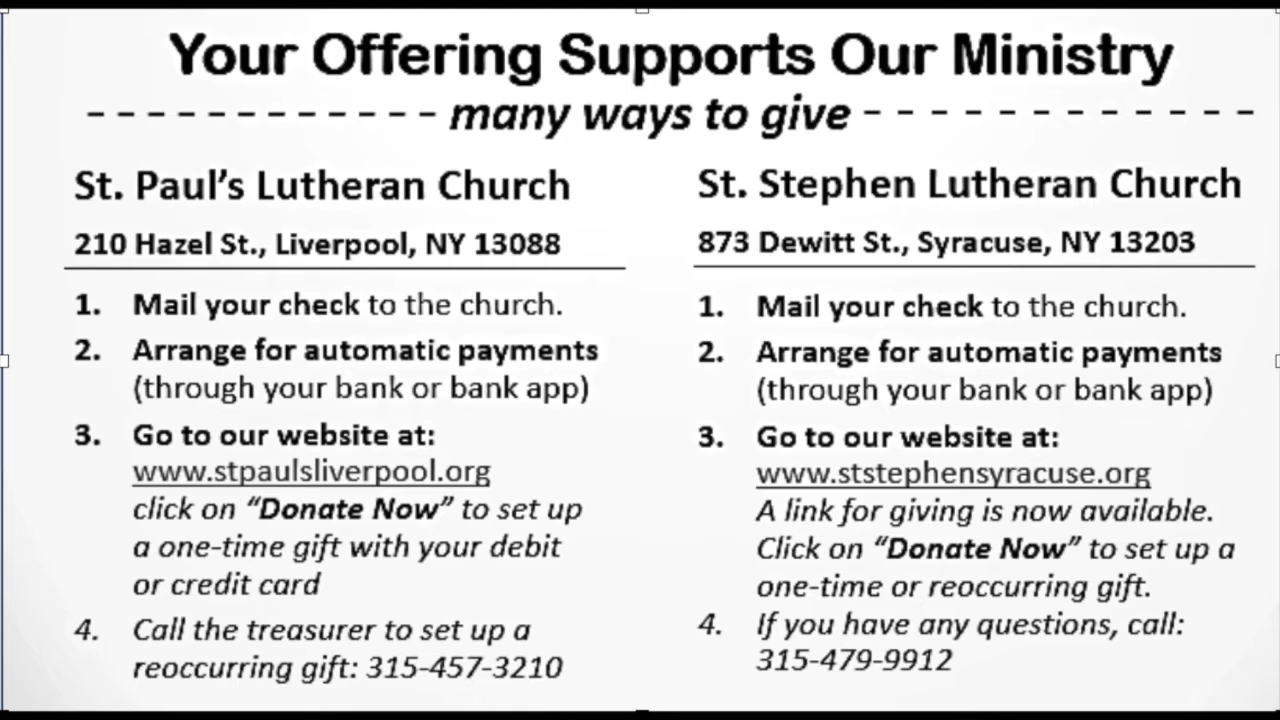 Your Offering Supports Our Ministry
------------ many ways to give -------------
St. Paul's Lutheran Church
210 Hazel St., Liverpool, NY 13088
1. Mail your check to the church.
2. Arrange for automatic payments
(through your bank or bank app)
3. Go to our website at:
www.stpaulsliverpool.org
click on “Donate Now” to set up
a one-time gift with your debit
or credit card
4. Call the treasurer to set up a
reoccurring gift: 315-457-3210
St. Stephen Lutheran Church
873 Dewitt St., Syracuse, NY 13203
1. Mail your check to the church.
2. Arrange for automatic payments
(through your bank or bank app)
3. Go to our website at:
www.ststephensyracuse.org
A link for giving is now available.
Click on “Donate Now” to set up a
one-time or reoccurring gift.
4. If you have any questions, call:
315-479-9912